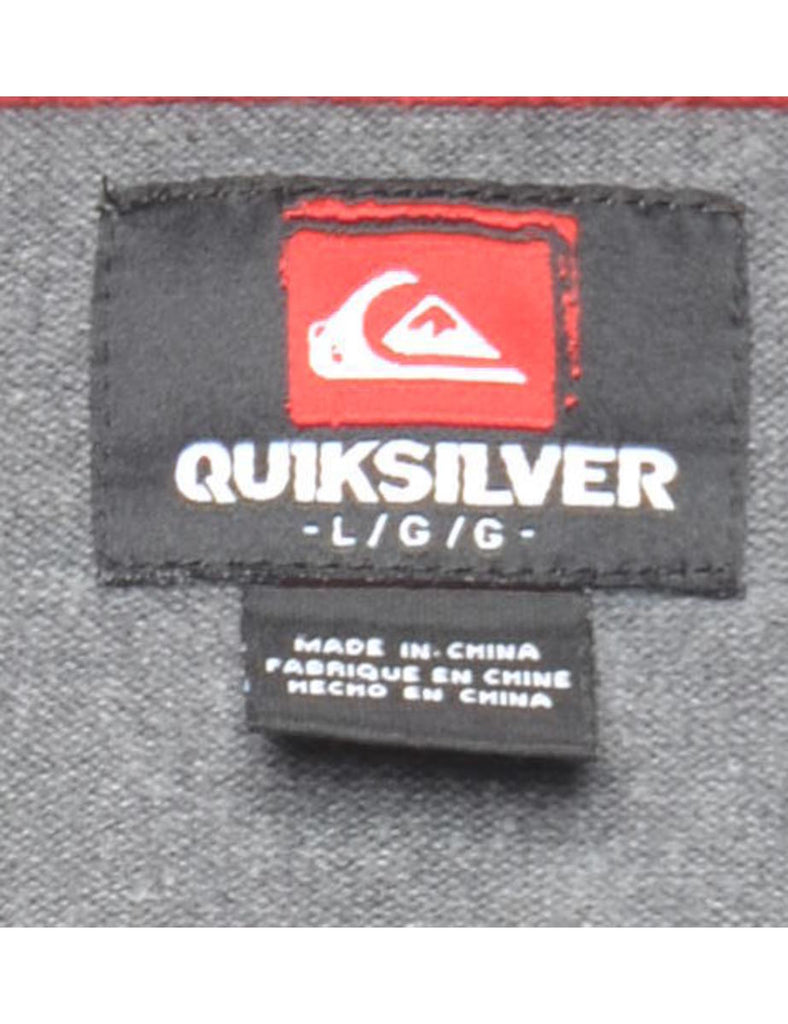 QUIKSILVER
- L / G / G -
MADE IN CHINA
FABRIQUE EN CHINE
HECHO EN CHINA